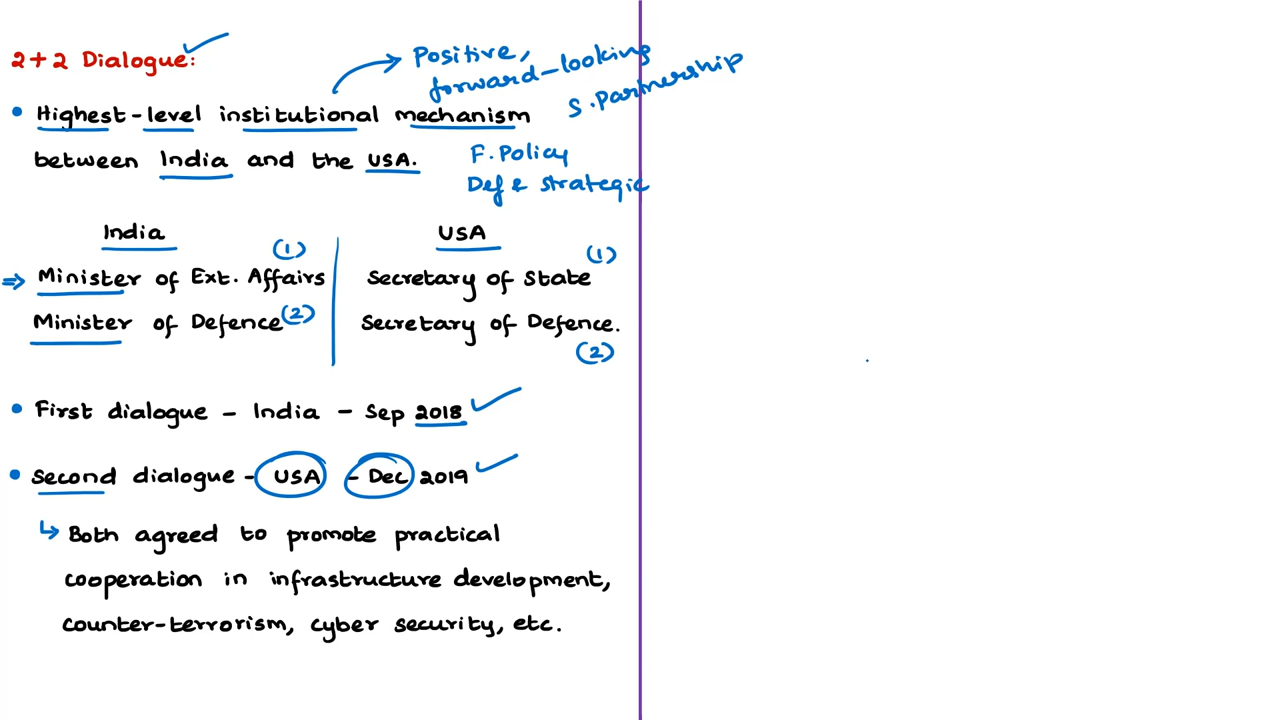 2+2 Dialogue:
Positive,
forward-looking
S. Partnership
• Highest-level institutional mechanism
between India and the USA.
F. Policy
Def & strategic
India
USA
(1)
(1)
⇒ Minister of Ext. Affairs
Secretary of State
Minister of Defence
(2)
Secretary of Defence.
(2)
• First dialogue - India - Sep 2018
• Second dialogue - USA - Dec 2019
↳ Both agreed to promote practical
cooperation in infrastructure development,
counter-terrorism, cyber security, etc.